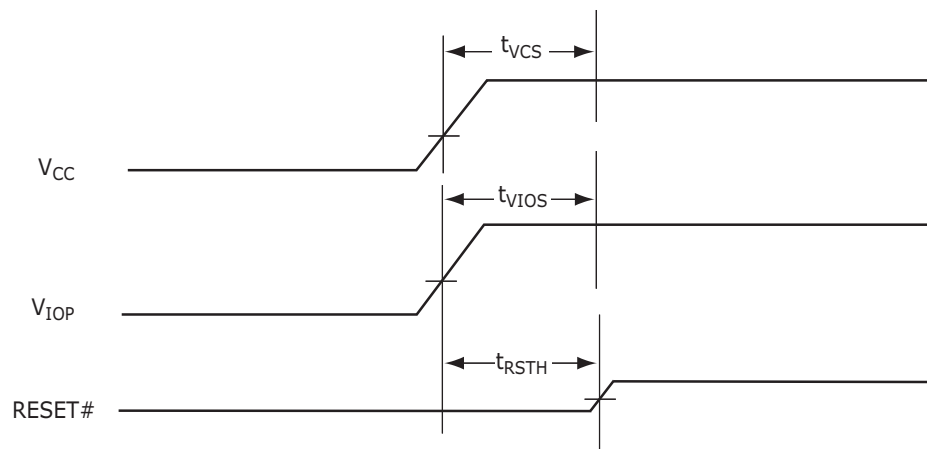 tVCS
VCC
tVIOS
VIOP
tRSTH
RESET#